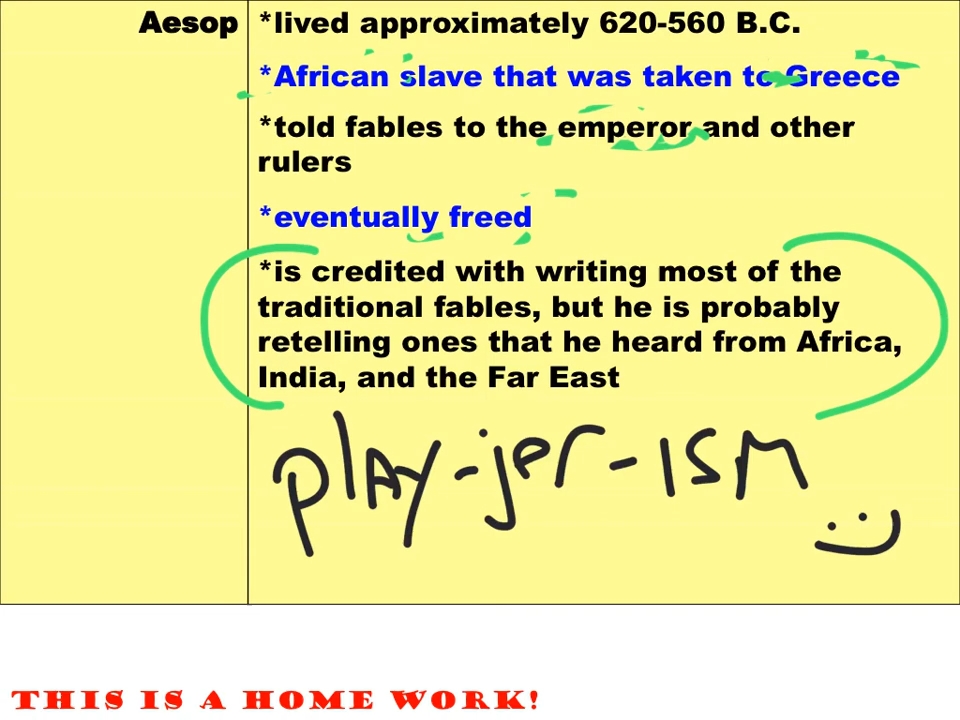 Aesop *lived approximately 620-560 B.C.
*African slave that was taken to Greece
*told fables to the emperor and other
rulers
*eventually freed
*is credited with writing most of the
traditional fables, but he is probably
retelling ones that he heard from Africa,
India, and the Far East
plAy-jer-ISM
THIS IS A HOME WORK!